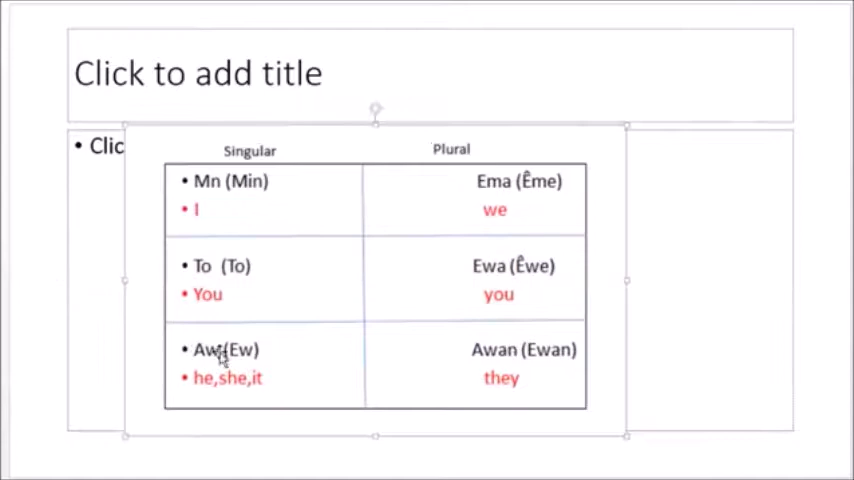 Click to add title
• Clic
Singular Plural
• Mn (Min) Ema (Ême)
• I we
• To (To) Ewa (Êwe)
• You you
• Aw (Ew) Awan (Ewan)
• he,she,it they